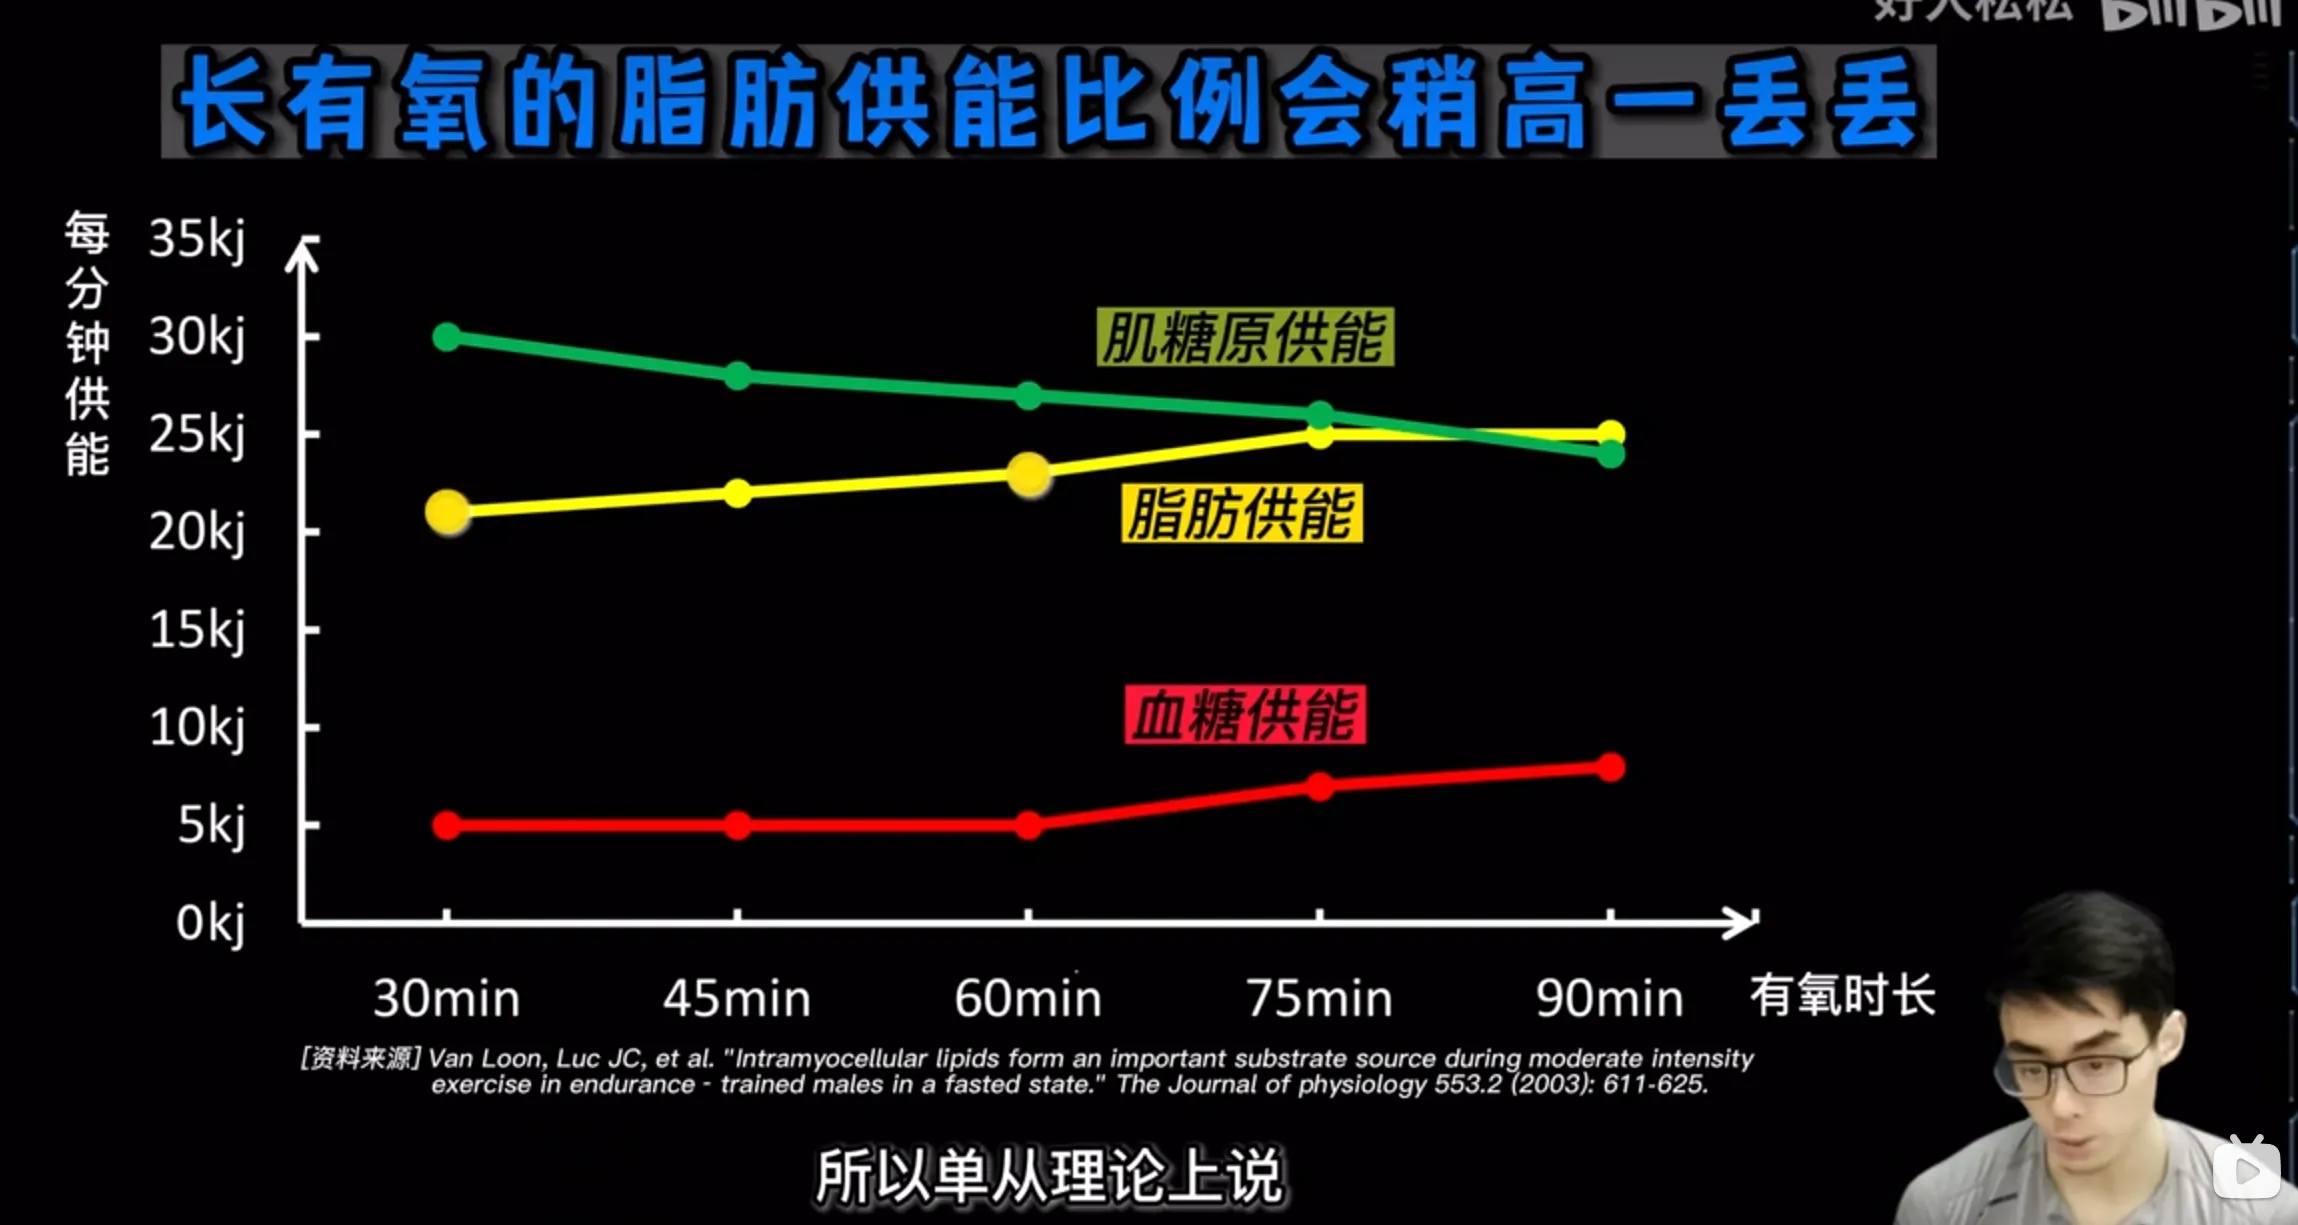 好人松松 bilibili
长有氧的脂肪供能比例会稍高一丢丢
每分钟供能
35kj
30kj
25kj
20kj
15kj
10kj
5kj
0kj
肌糖原供能
脂肪供能
血糖供能
30min 45min 60min 75min 90min 有氧时长
[资料来源] Van Loon, Luc JC, et al. "Intramyocellular lipids form an important substrate source during moderate intensity
exercise in endurance - trained males in a fasted state." The Journal of physiology 553.2 (2003): 611-625.
所以单从理论上说